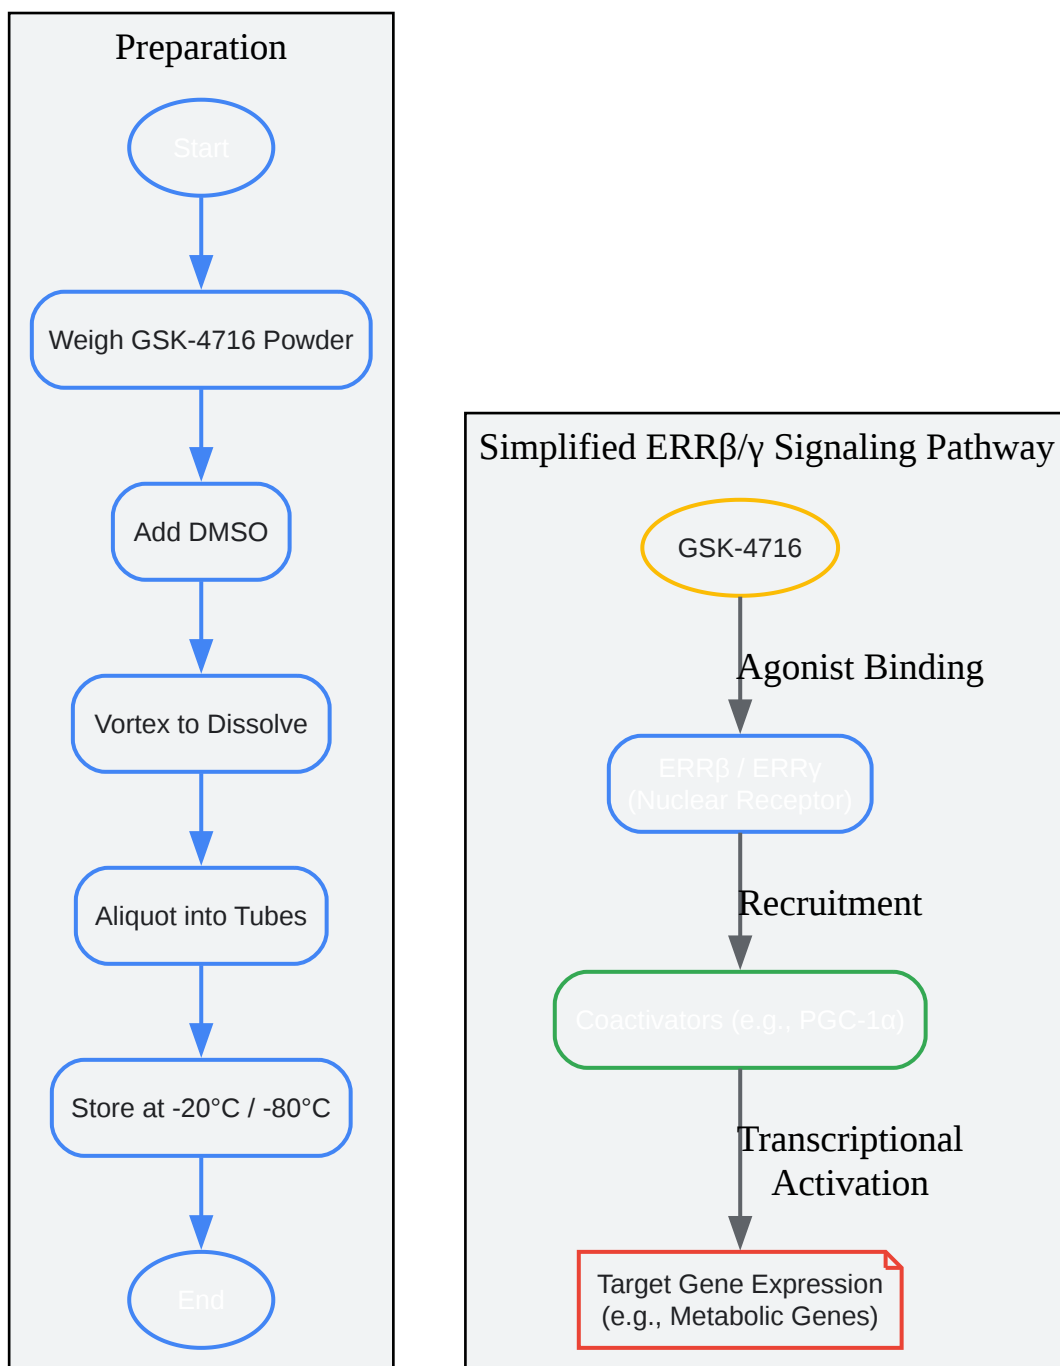 Preparation
Start
Weigh GSK-4716 Powder
Add DMSO
Vortex to Dissolve
Aliquot into Tubes
Store at -20°C / -80°C
End
Simplified ERRβ/γ Signaling Pathway
GSK-4716
Agonist Binding
ERRβ / ERRγ
(Nuclear Receptor)
Recruitment
Coactivators (e.g., PGC-1α)
Transcriptional
Activation
Target Gene Expression
(e.g., Metabolic Genes)